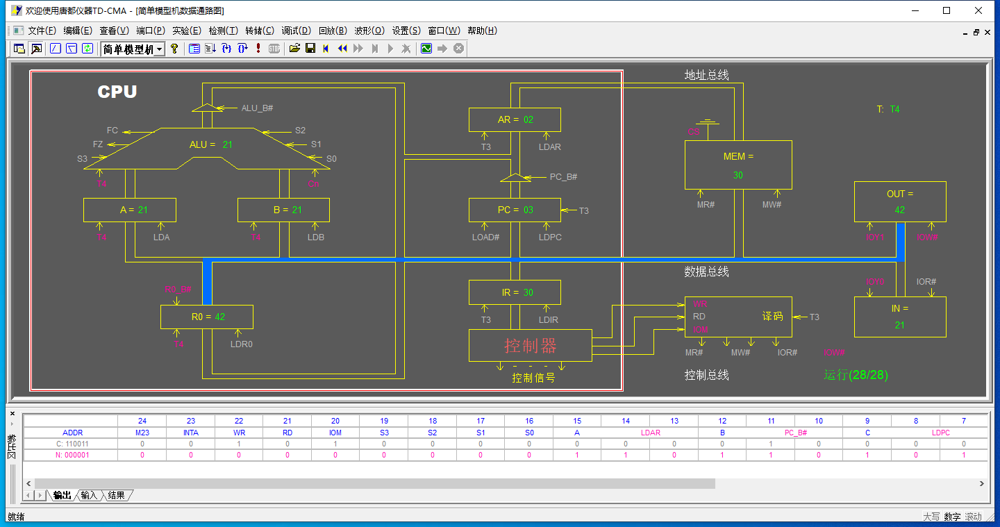 欢迎使用唐都仪器TD-CMA - [简单模型机数据通路图]
文件(F) 编辑(E) 查看(V) 端口(P) 实验(E) 检测(T) 转储(C) 调试(D) 回放(B) 波形(O) 设置(S) 窗口(W) 帮助(H)
简单模型机
STOP
地址总线
CPU
ALU_B#
T: T4
AR = 02
FC
S2
Cn
FZ
ALU = 21
S1
T3 LDAR
S3
S0
MEM =
30
T4
Cn
PC_B#
OUT =
42
MR# MW#
A = 21
B = 21
PC = 03
T3
T4 LDA
T4 LDB
LOAD# LDPC
IOY1 IOW#
数据总线
R0_B#
IOY0 IOR#
IR = 30
WR
RD
IOM
译码
T3
IN =
21
R0 = 42
T3 LDIR
T4 LDR0
控制器
MR# MW# IOR# IOW#
控制信号
控制总线
运行(28/28)
24 23 22 21 20 19 18 17 16 15 14 13 12 11 10 9 8 7
ADDR M23 INTA WR RD IOM S3 S2 S1 S0 A LDAR B PC_B# C LDPC
C: 110011 0 0 1 0 1 0 0 0 0 0 0 0 0 1 0 0 0 0
N: 000001 0 0 0 0 0 0 0 0 0 1 1 0 1 1 0 1 0 1
输出 输入 结果
输出区
就绪
大写 数字 滚动